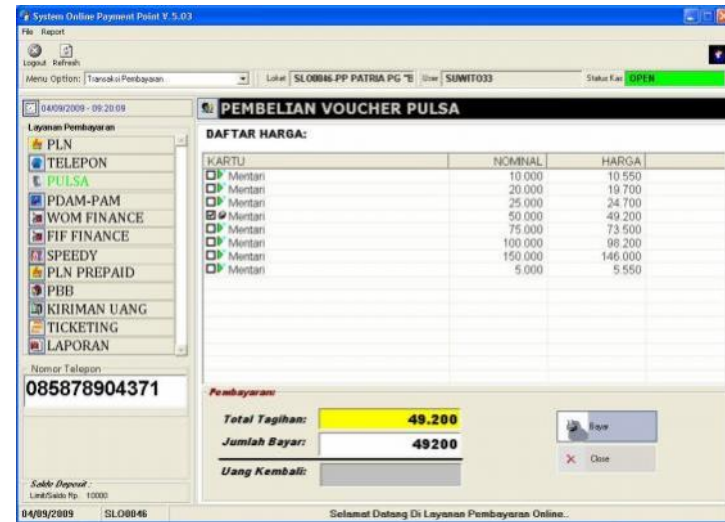 System Online Payment Point V.5.03
File Report
Logout Refresh
Menu Option: Transaksi Pembayaran Loket SLO0046-PP PATRIA PG "E User SUWITO033 Status Kas OPEN
04/09/2009 - 09:20:09
PEMBELIAN VOUCHER PULSA
Layanan Pembayaran
PLN
TELEPON
PULSA
PDAM-PAM
WOM FINANCE
FIF FINANCE
SPEEDY
PLN PREPAID
PBB
KIRIMAN UANG
TICKETING
LAPORAN
Nomor Telepon
085878904371
Saldo Deposit :
Limit/Saldo Rp. 10000
DAFTAR HARGA:
KARTU NOMINAL HARGA
Mentari 10.000 10.550
Mentari 20.000 19.700
Mentari 25.000 24.700
Mentari 50.000 49.200
Mentari 75.000 73.500
Mentari 100.000 98.200
Mentari 150.000 146.000
Mentari 5.000 5.550
Pembayaran:
Total Tagihan: 49.200
Jumlah Bayar: 49200
Uang Kembali:
Bayar
Close
04/09/2009 SLO0046 Selamat Datang Di Layanan Pembayaran Online..